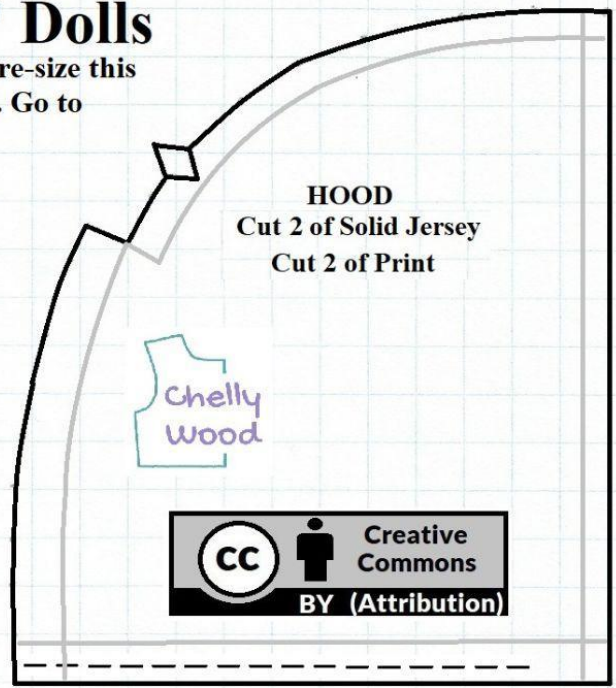 Dolls
re-size this
. Go to
HOOD
Cut 2 of Solid Jersey
Cut 2 of Print
Chelly
Wood
cc
Creative
Commons
BY (Attribution)